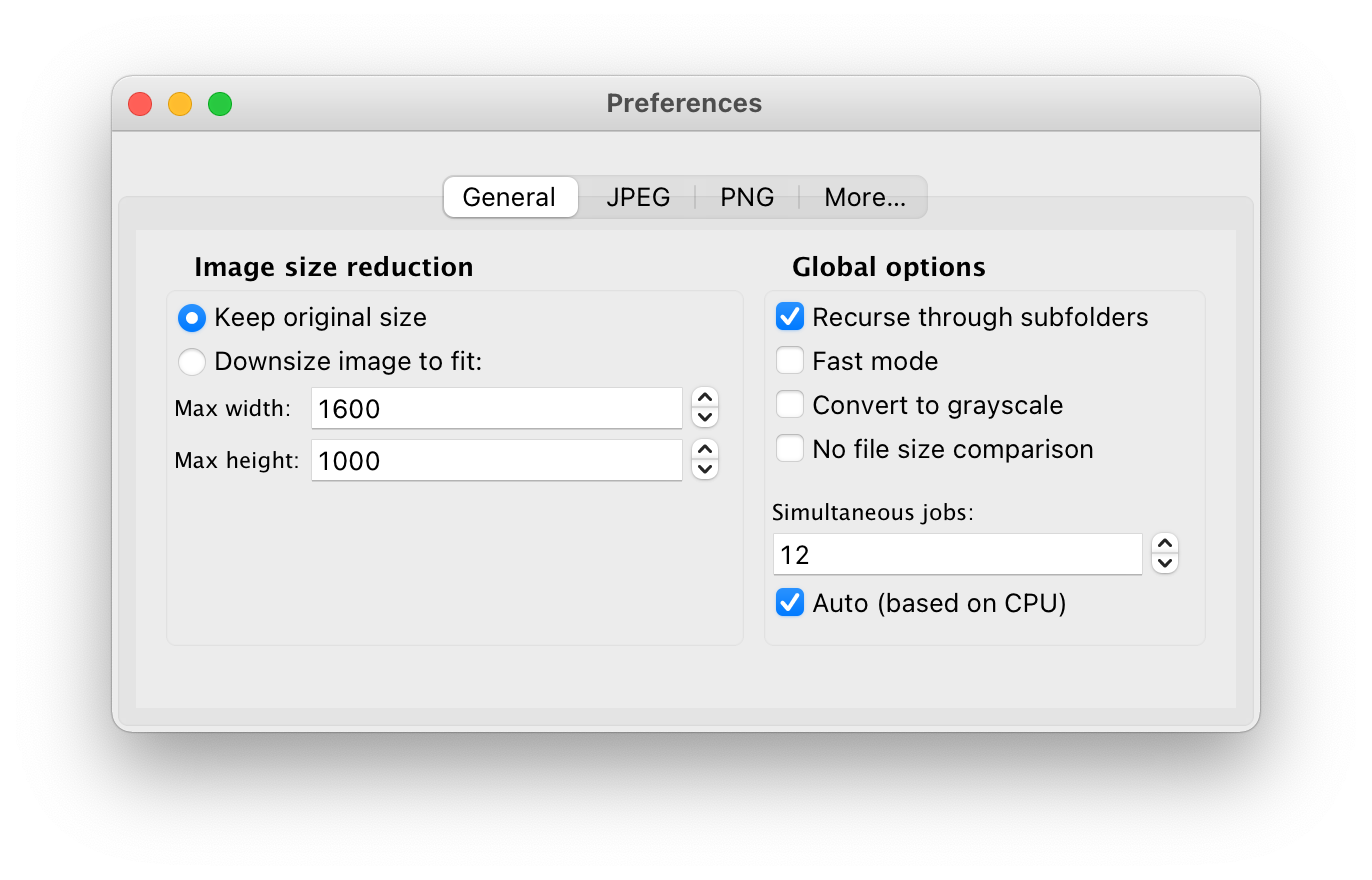 Preferences
General JPEG PNG More...
Image size reduction
Keep original size
Downsize image to fit:
Max width: 1600
Max height: 1000
Global options
Recurse through subfolders
Fast mode
Convert to grayscale
No file size comparison
Simultaneous jobs:
12
Auto (based on CPU)